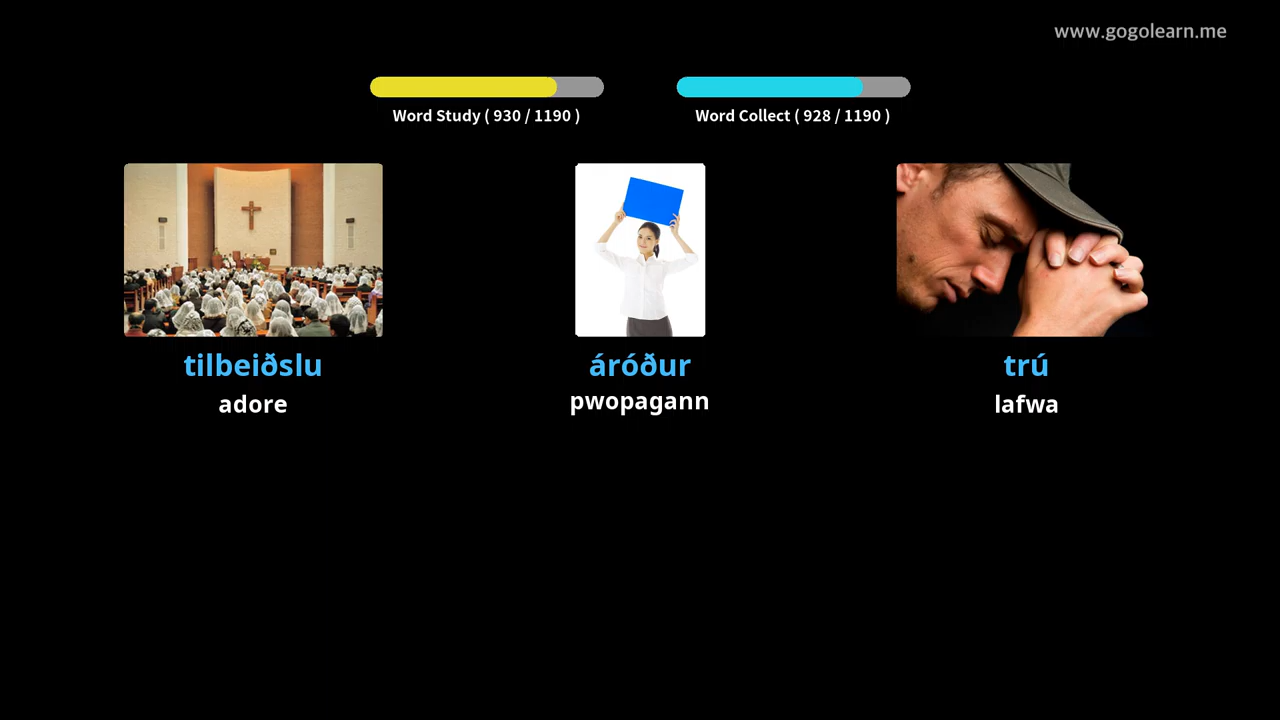 www.gogolearn.me
Word Study ( 930 / 1190 )
Word Collect ( 928 / 1190 )
tilbeiðslu
adore
áróður
pwopagann
trú
lafwa